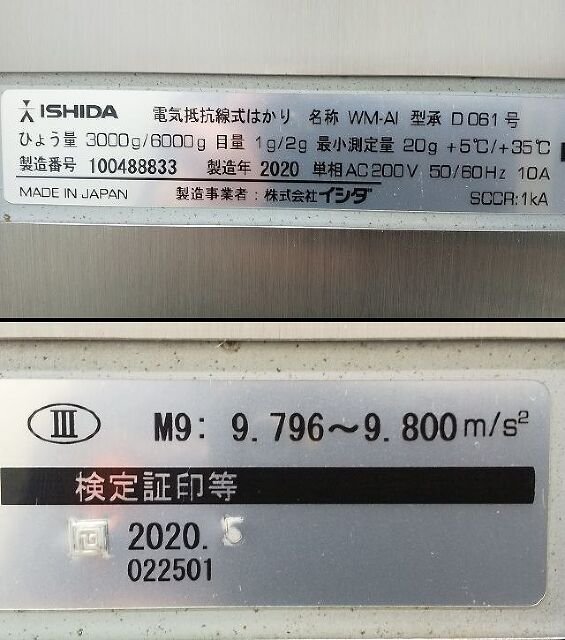 ISHIDA 電気抵抗線式はかり 名称 WM-AI 型承 D061号
ひょう量 3000g/6000g 目量 1g/2g 最小測定量 20g +5℃/+35℃
製造番号 100488833 製造年 2020 単相AC200V 50/60Hz 10A
MADE IN JAPAN 製造事業者：株式会社イシダ SCCR:1kA
III M9: 9.796～9.800m/s²
検定証印等
2020.5
022501